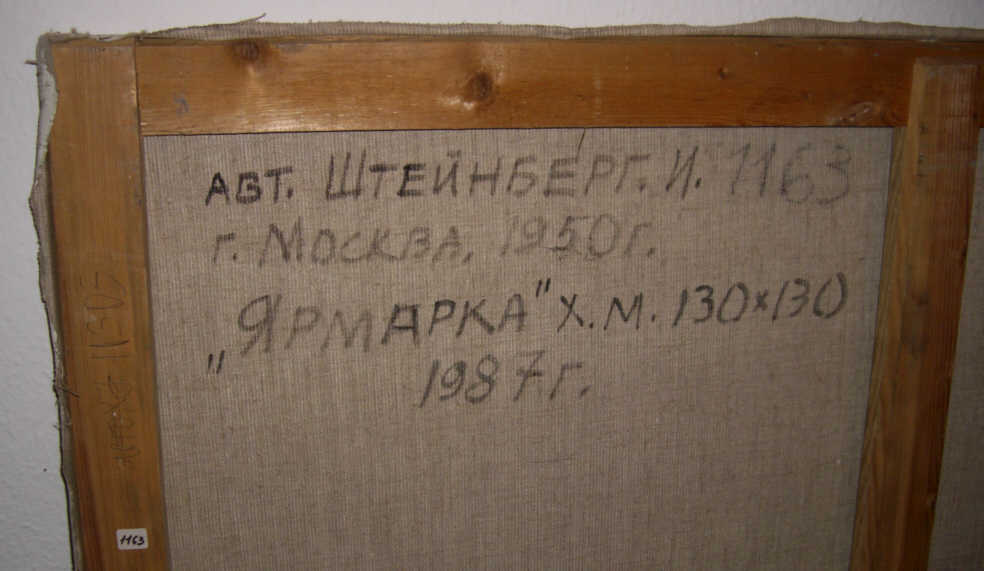 АВТ. ШТЕЙНБЕРГ. И. 1163
г. МОСКВА, 1950г.
„ЯРМАРКА" Х.М. 130×130
1987г.
1163